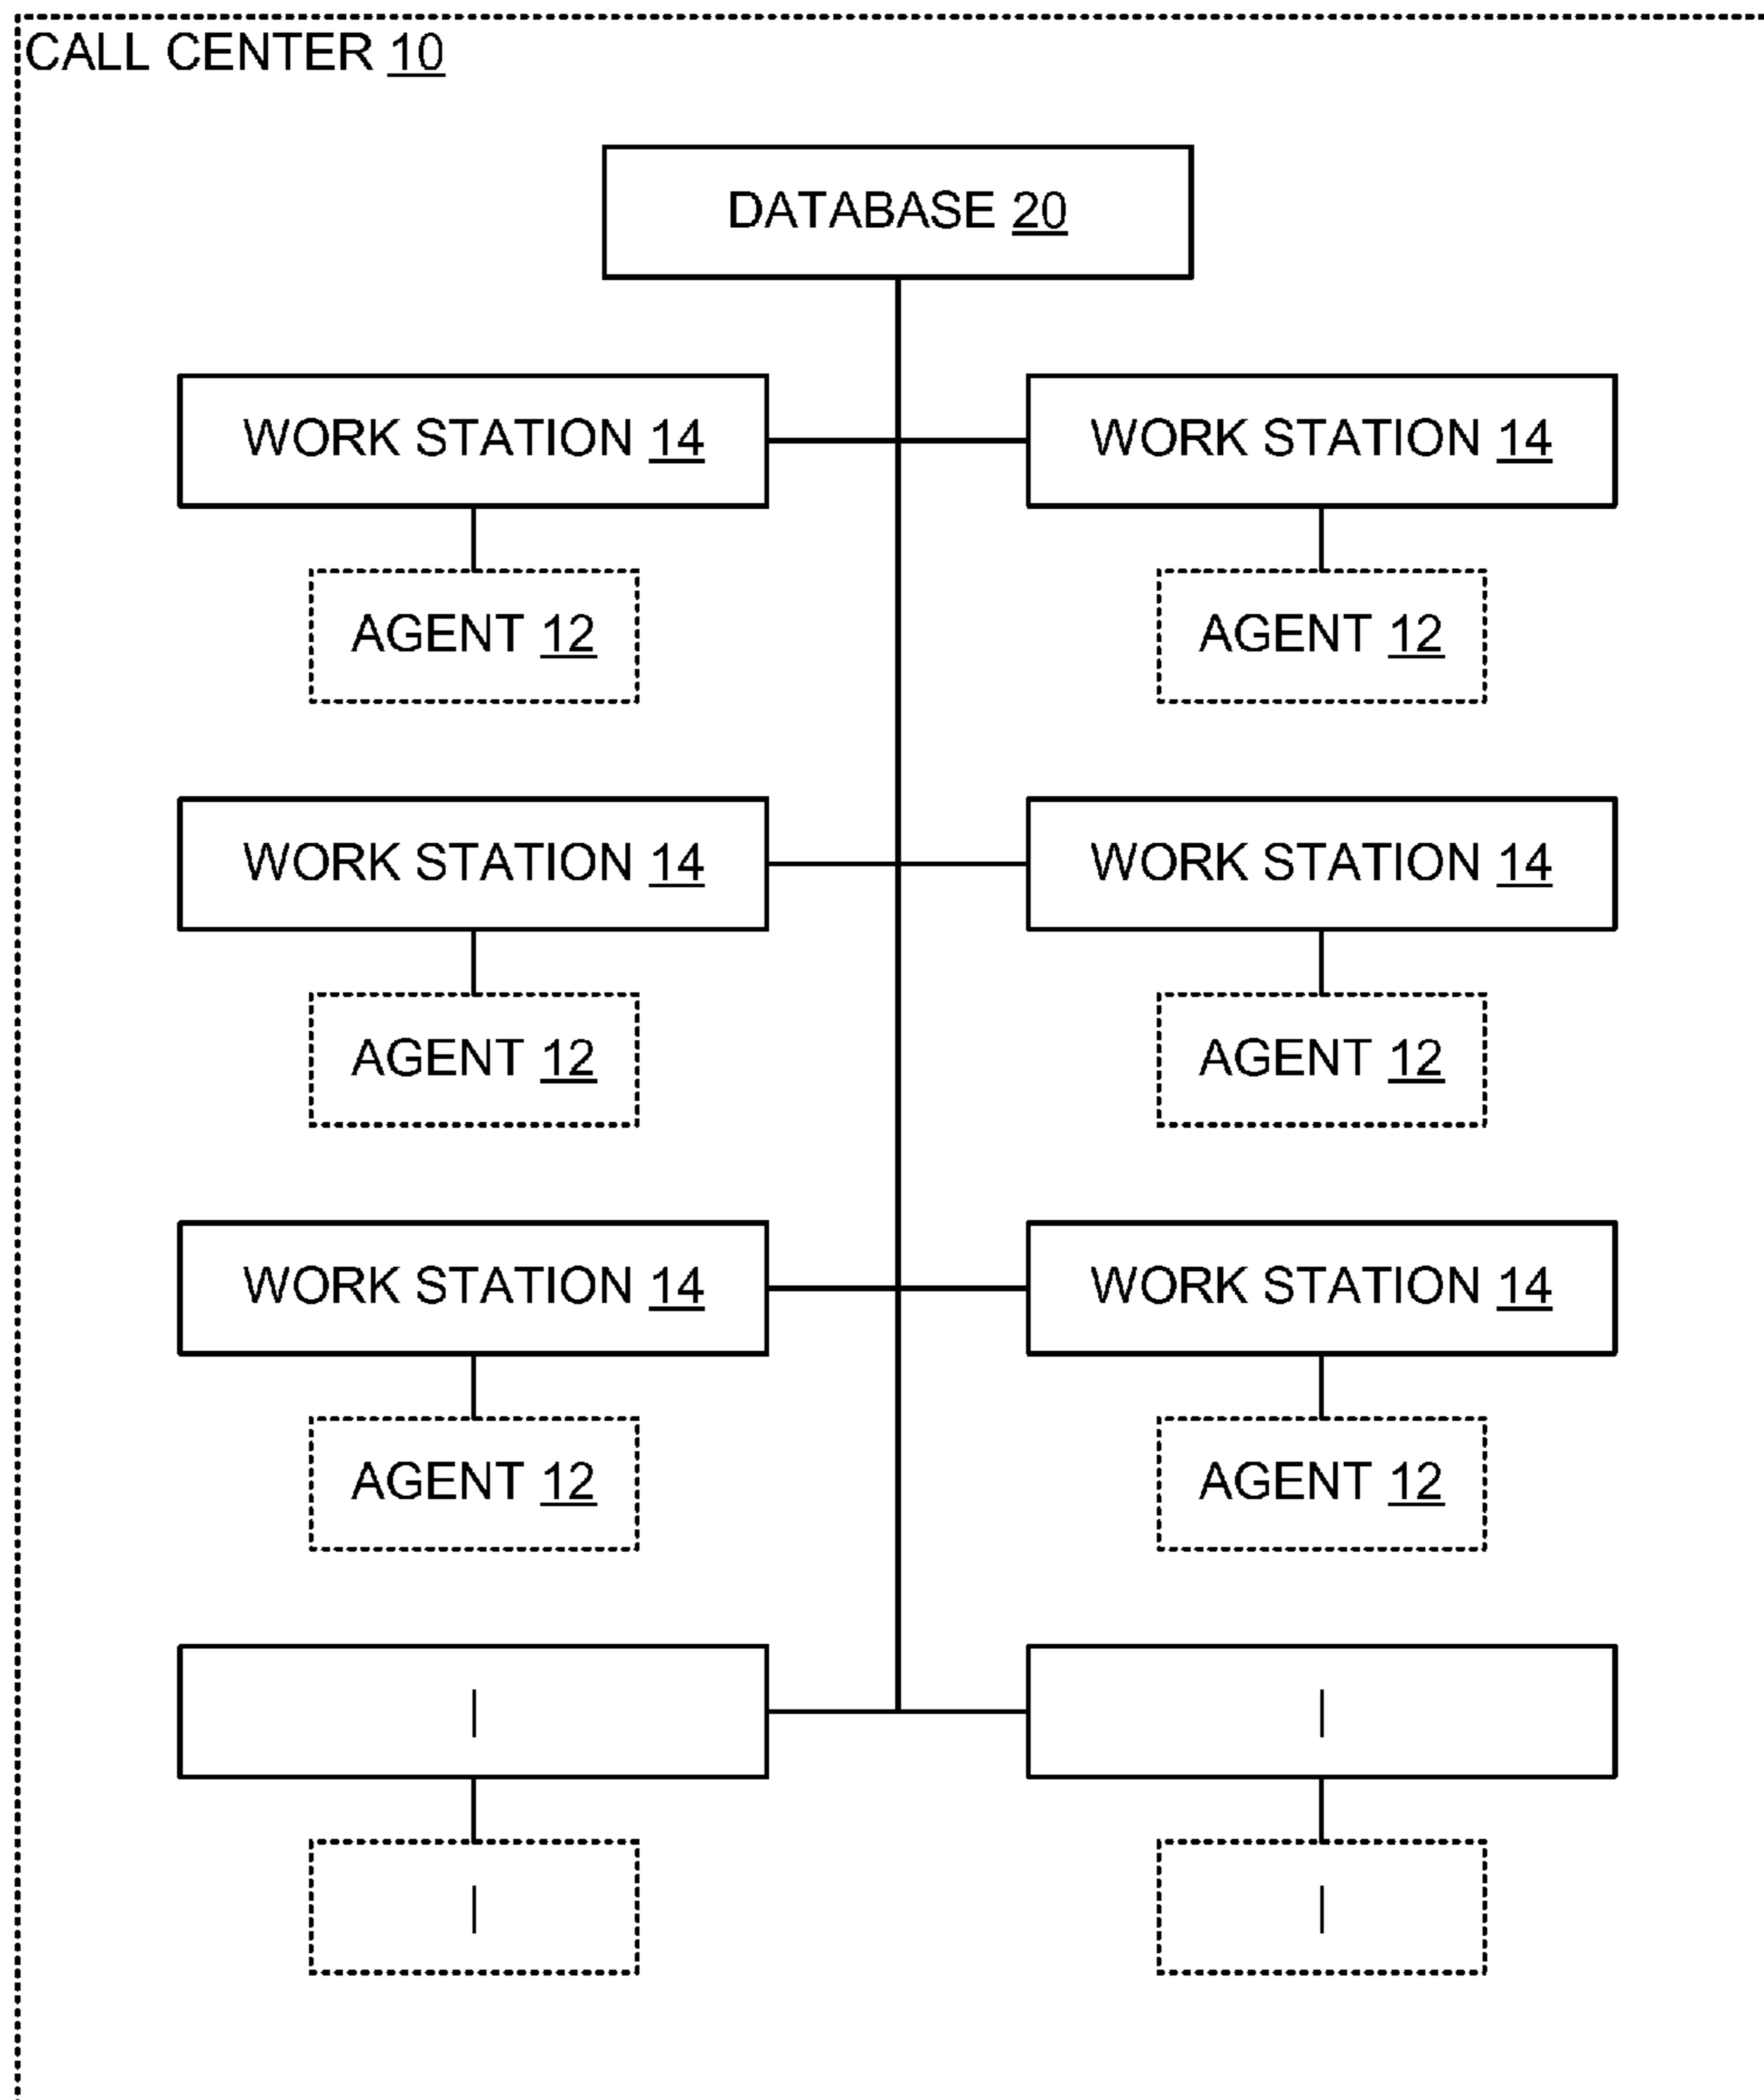 CALL CENTER 10
DATABASE 20
WORK STATION 14
WORK STATION 14
AGENT 12
AGENT 12
WORK STATION 14
WORK STATION 14
AGENT 12
AGENT 12
WORK STATION 14
WORK STATION 14
AGENT 12
AGENT 12
|
|
|
|